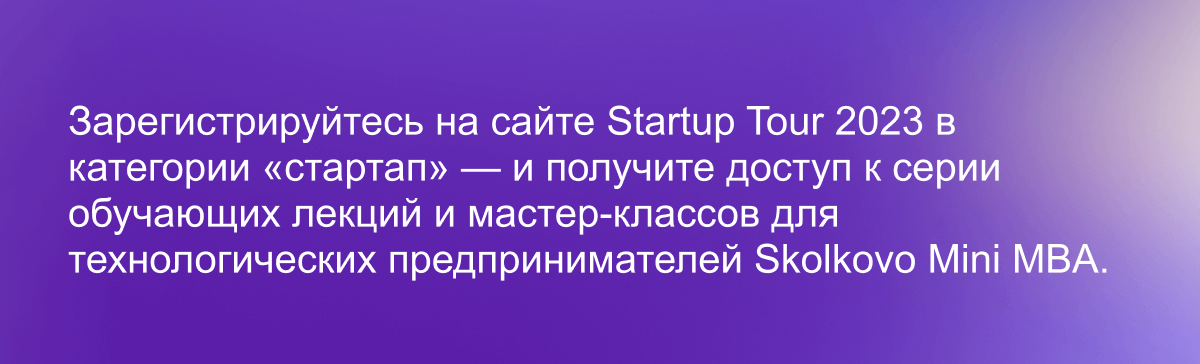 Зарегистрируйтесь на сайте Startup Tour 2023 в
категории «стартап» — и получите доступ к серии
обучающих лекций и мастер-классов для
технологических предпринимателей Skolkovo Mini MBA.